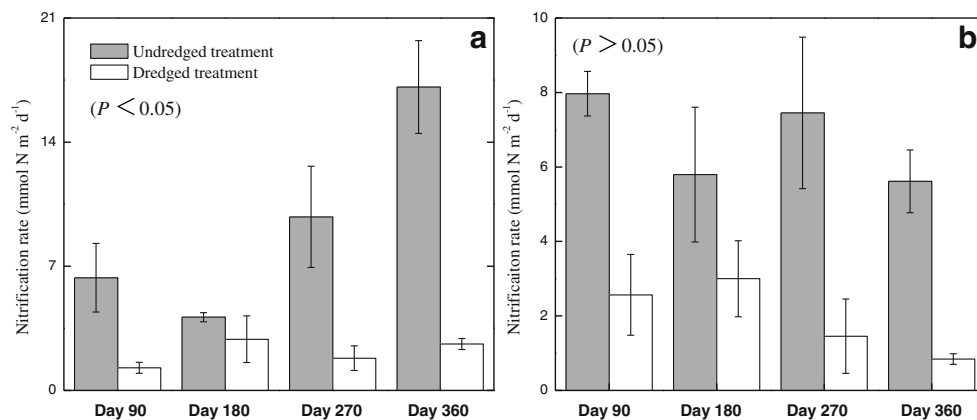 a
Undredged treatment
Dredged treatment
(P < 0.05)
Nitrification rate (mmol N m⁻² d⁻¹)
21
14
7
0
Day 90 Day 180 Day 270 Day 360
b
(P > 0.05)
Nitrificaiton rate (mmol N m⁻² d⁻¹)
10
8
6
4
2
0
Day 90 Day 180 Day 270 Day 360